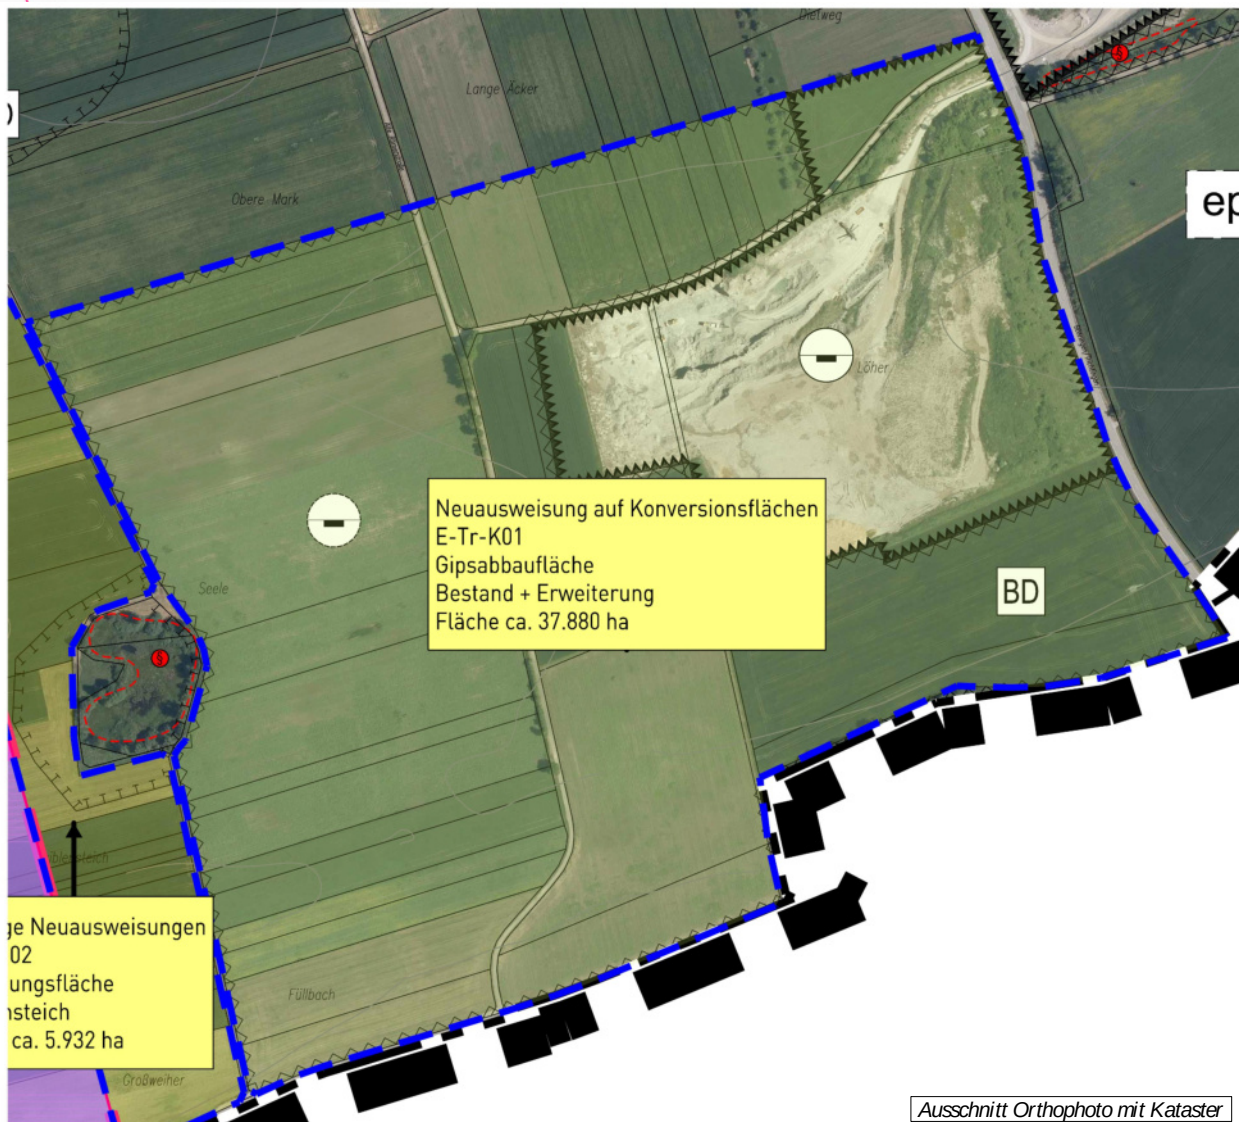 Dietweg
Lange Äcker
Obere Mark
ep
Löher
Neuausweisung auf Konversionsflächen
E-Tr-K01
Gipsabbaufläche
Bestand + Erweiterung
Fläche ca. 37.880 ha
Seele
BD
ge Neuausweisungen
02
ungsfläche
nsteich
ca. 5.932 ha
Füllbach
Großweiher
Ausschnitt Orthophoto mit Kataster